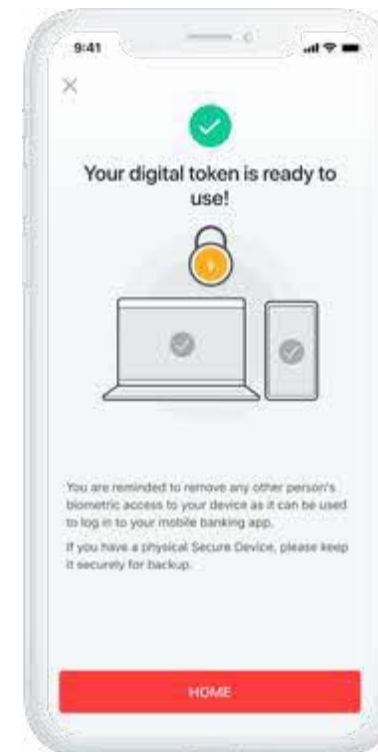 9:41
Your digital token is ready to
use!
You are reminded to remove any other person's
biometric access to your device as it can be used
to log in to your mobile banking app.
If you have a physical Secure Device, please keep
it securely for backup.
HOME